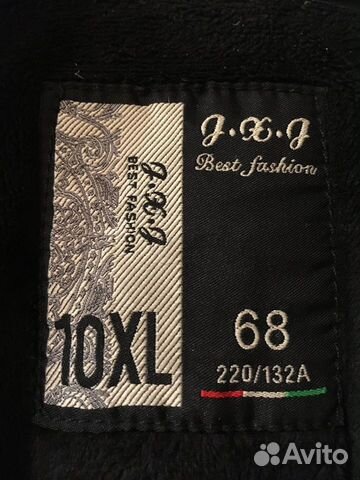 J.X.J
BEST FASHION
10XL
J.X.J
Best fashion
68
220/132A
Avito